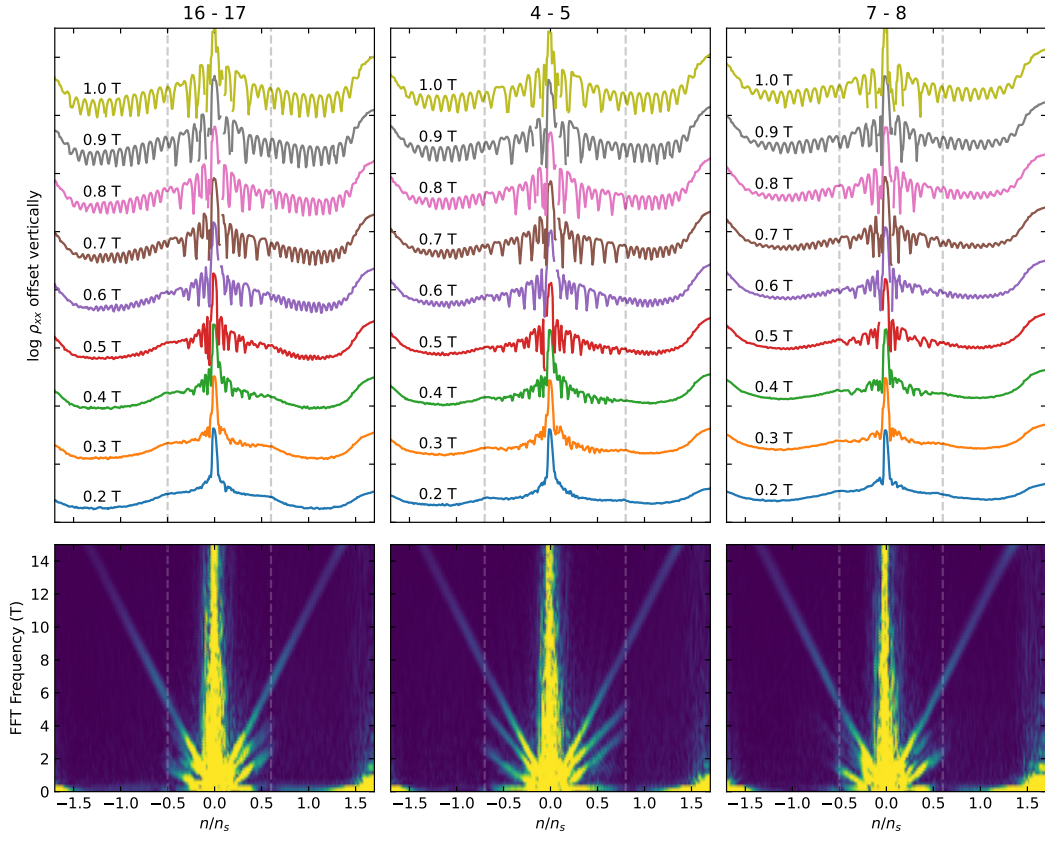 16 - 17
4 - 5
7 - 8
log ρxx offset vertically
1.0 T
0.9 T
0.8 T
0.7 T
0.6 T
0.5 T
0.4 T
0.3 T
0.2 T
1.0 T
0.9 T
0.8 T
0.7 T
0.6 T
0.5 T
0.4 T
0.3 T
0.2 T
1.0 T
0.9 T
0.8 T
0.7 T
0.6 T
0.5 T
0.4 T
0.3 T
0.2 T
FFT Frequency (T)
14
12
10
8
6
4
2
0
−1.5 −1.0 −0.5 0.0 0.5 1.0 1.5
−1.5 −1.0 −0.5 0.0 0.5 1.0 1.5
−1.5 −1.0 −0.5 0.0 0.5 1.0 1.5
n/ns
n/ns
n/ns